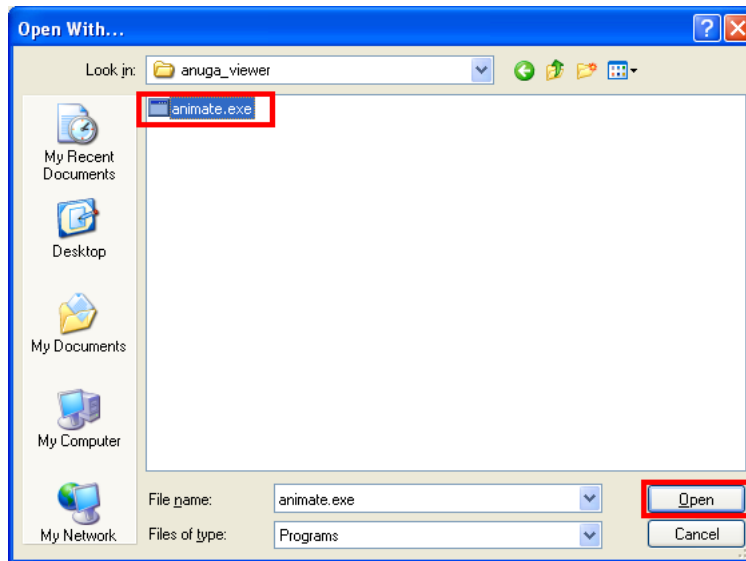 Open With...
Look in:
anuga_viewer
animate.exe
My Recent
Documents
Desktop
My Documents
My Computer
My Network
File name:
animate.exe
Open
Files of type:
Programs
Cancel